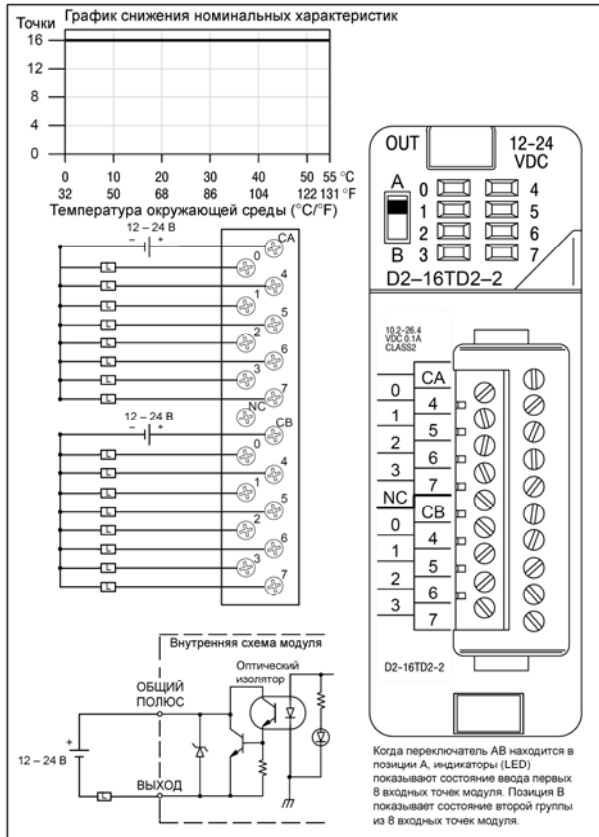 График снижения номинальных характеристик
Точки
16
12
8
4
0
0 10 20 30 40 50 55 °C
32 50 68 86 104 122 131 °F
Температура окружающей среды (°C/°F)
12 – 24 В
– +
CA
0
L
4
L
1
L
5
L
2
L
6
L
3
L
7
L
NC
12 – 24 В
– +
CB
0
L
4
L
1
L
5
L
2
L
6
L
3
L
7
L
Внутренняя схема модуля
Оптический
изолятор
ОБЩИЙ
ПОЛЮС
+
12 – 24 В
ВЫХОД
L
OUT
12–24
VDC
A
0 4
1 5
2 6
B 3 7
D2–16TD2–2
10.2-26.4
VDC 0.1A
CLASS2
CA
0
4
1
5
2
6
3
7
NC
CB
0
4
1
5
2
6
3
7
D2-16TD2-2
Когда переключатель АВ находится в
позиции А, индикаторы (LED)
показывают состояние ввода первых
8 входных точек модуля. Позиция В
показывает состояние второй группы
из 8 входных точек модуля.